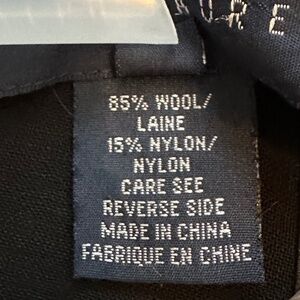 85% WOOL/
LAINE
15% NYLON/
NYLON
CARE SEE
REVERSE SIDE
MADE IN CHINA
FABRIQUE EN CHINE